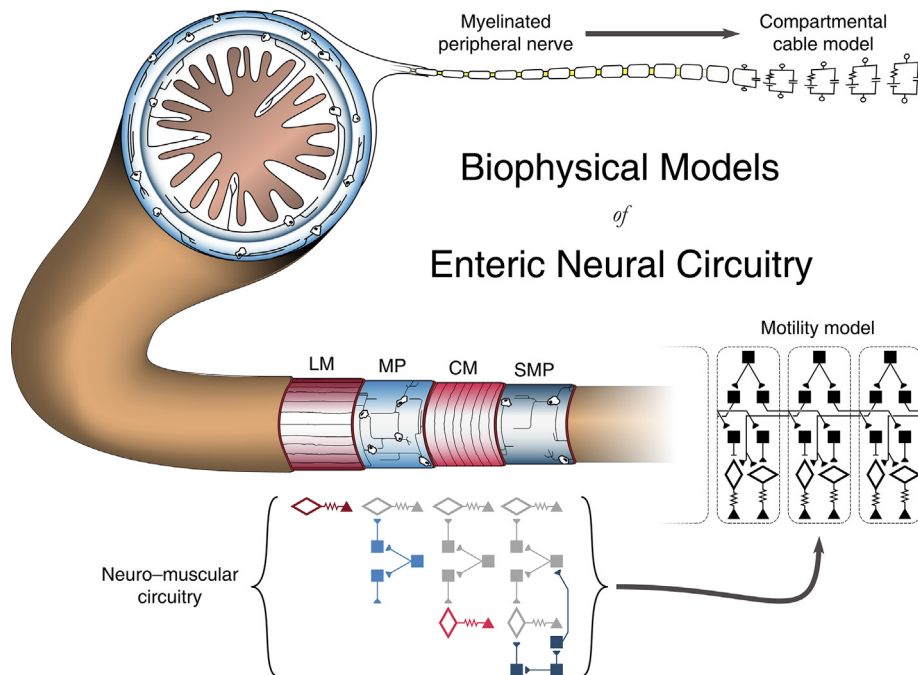 Myelinated
peripheral nerve
Compartmental
cable model
Biophysical Models
of
Enteric Neural Circuitry
Motility model
LM
MP
CM
SMP
Neuro–muscular
circuitry